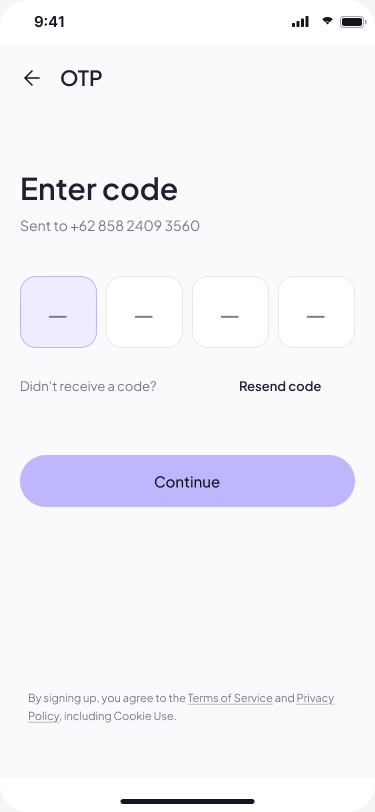 9:41
OTP
Enter code
Sent to +62 858 2409 3560
— — — —
Didn't receive a code? Resend code
Continue
By signing up, you agree to the Terms of Service and Privacy
Policy, including Cookie Use.